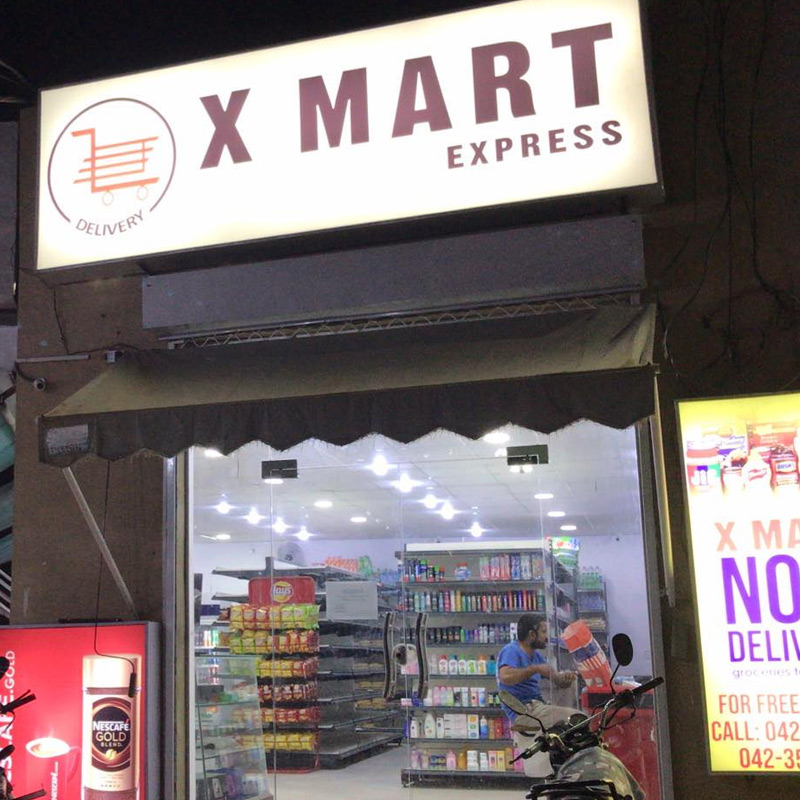 X MART
EXPRESS
DELIVERY
Lay's
NESCAFÉ
GOLD
BLEND
X MA
NO
DELIV
groceries
FOR FREE
CALL: 042
042-35